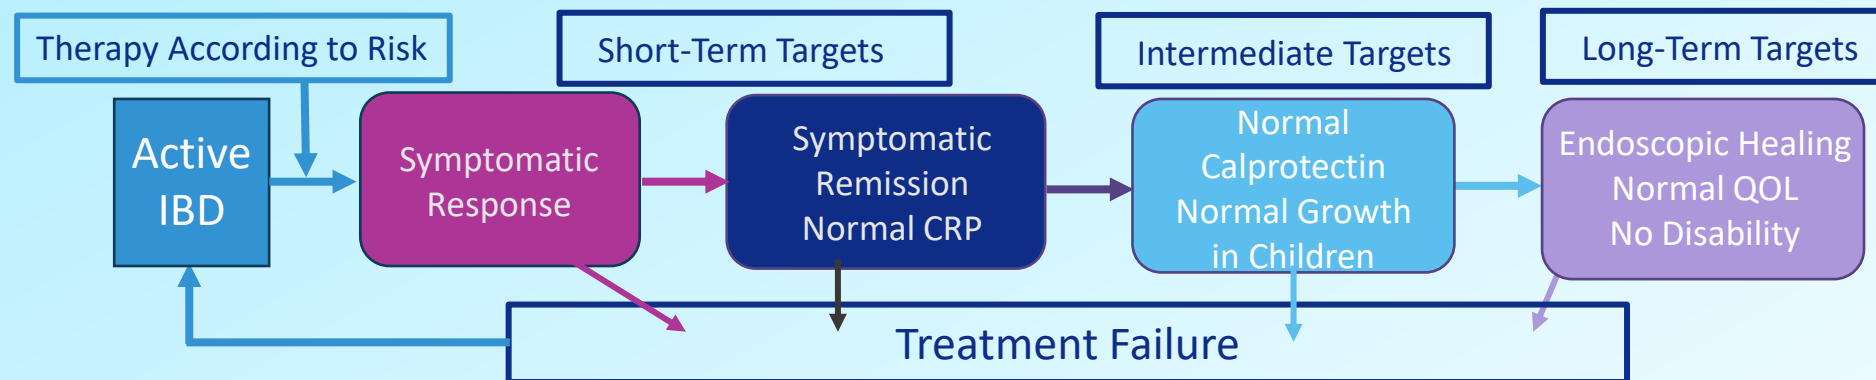 Therapy According to Risk
Short-Term Targets
Intermediate Targets
Long-Term Targets
Active
IBD
Symptomatic
Response
Symptomatic
Remission
Normal CRP
Normal
Calprotectin
Normal Growth
in Children
Endoscopic Healing
Normal QOL
No Disability
Treatment Failure